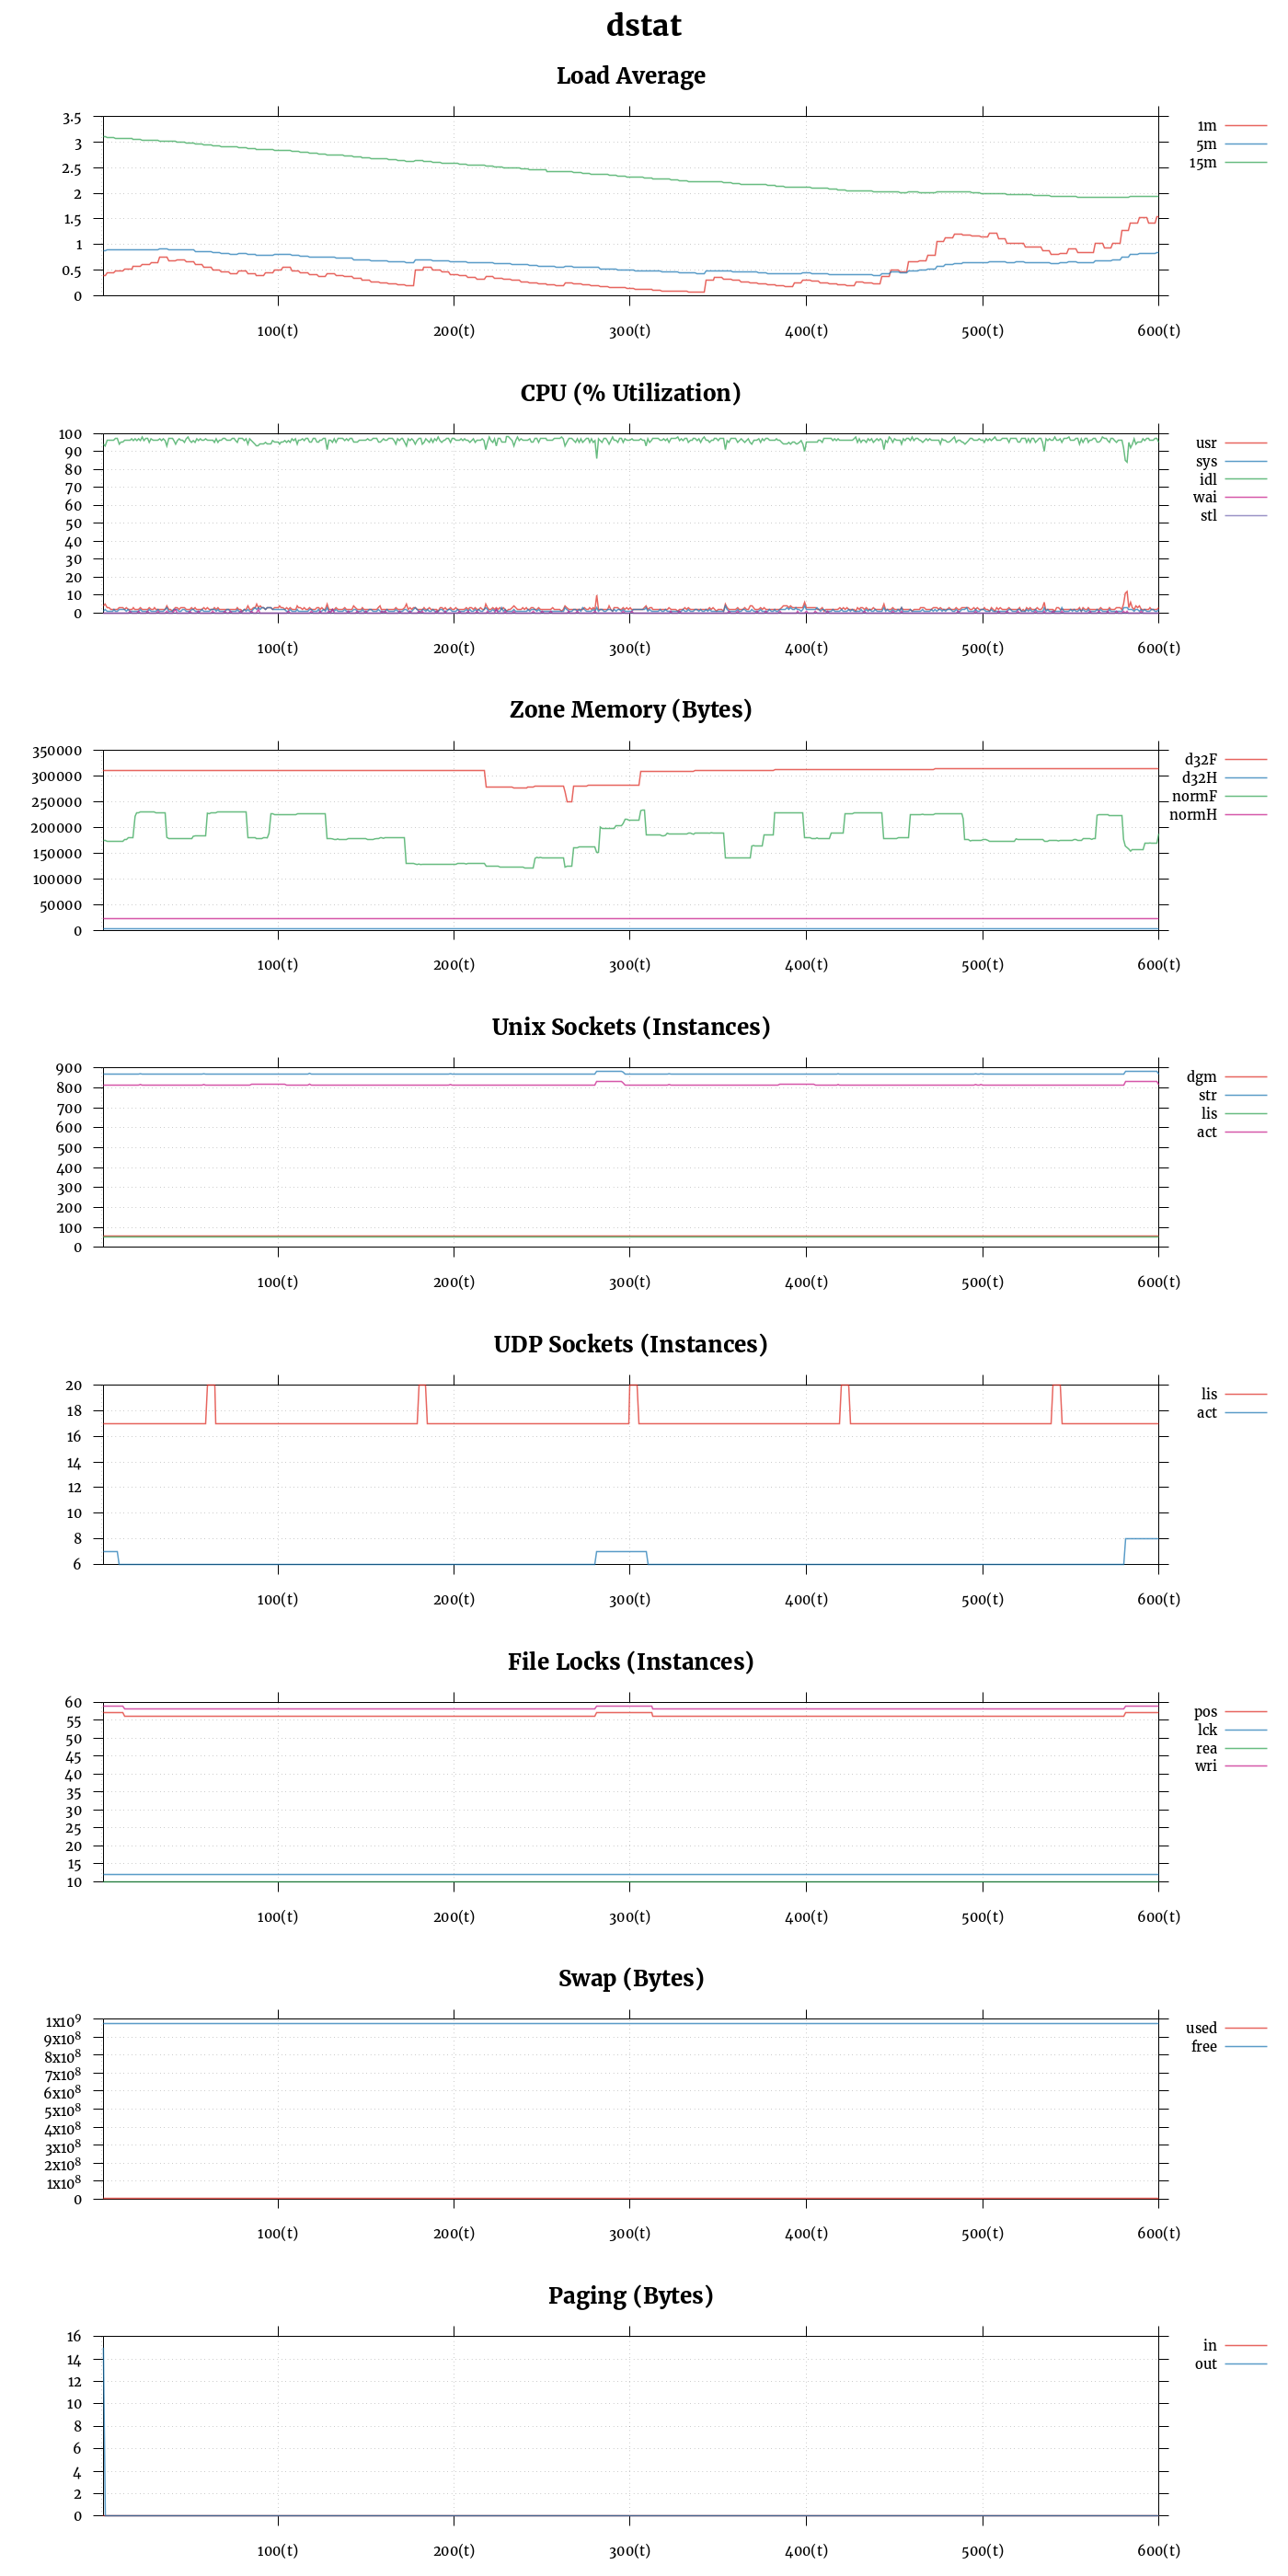 dstat
Load Average
3.5
3
2.5
2
1.5
1
0.5
0
100(t) 200(t) 300(t) 400(t) 500(t) 600(t)
1m
5m
15m
CPU (% Utilization)
100
90
80
70
60
50
40
30
20
10
0
100(t) 200(t) 300(t) 400(t) 500(t) 600(t)
usr
sys
idl
wai
stl
Zone Memory (Bytes)
350000
300000
250000
200000
150000
100000
50000
0
100(t) 200(t) 300(t) 400(t) 500(t) 600(t)
d32F
d32H
normF
normH
Unix Sockets (Instances)
900
800
700
600
500
400
300
200
100
0
100(t) 200(t) 300(t) 400(t) 500(t) 600(t)
dgm
str
lis
act
UDP Sockets (Instances)
20
18
16
14
12
10
8
6
100(t) 200(t) 300(t) 400(t) 500(t) 600(t)
lis
act
File Locks (Instances)
60
55
50
45
40
35
30
25
20
15
10
100(t) 200(t) 300(t) 400(t) 500(t) 600(t)
pos
lck
rea
wri
Swap (Bytes)
1x10⁹
9x10⁸
8x10⁸
7x10⁸
6x10⁸
5x10⁸
4x10⁸
3x10⁸
2x10⁸
1x10⁸
0
100(t) 200(t) 300(t) 400(t) 500(t) 600(t)
used
free
Paging (Bytes)
16
14
12
10
8
6
4
2
0
100(t) 200(t) 300(t) 400(t) 500(t) 600(t)
in
out